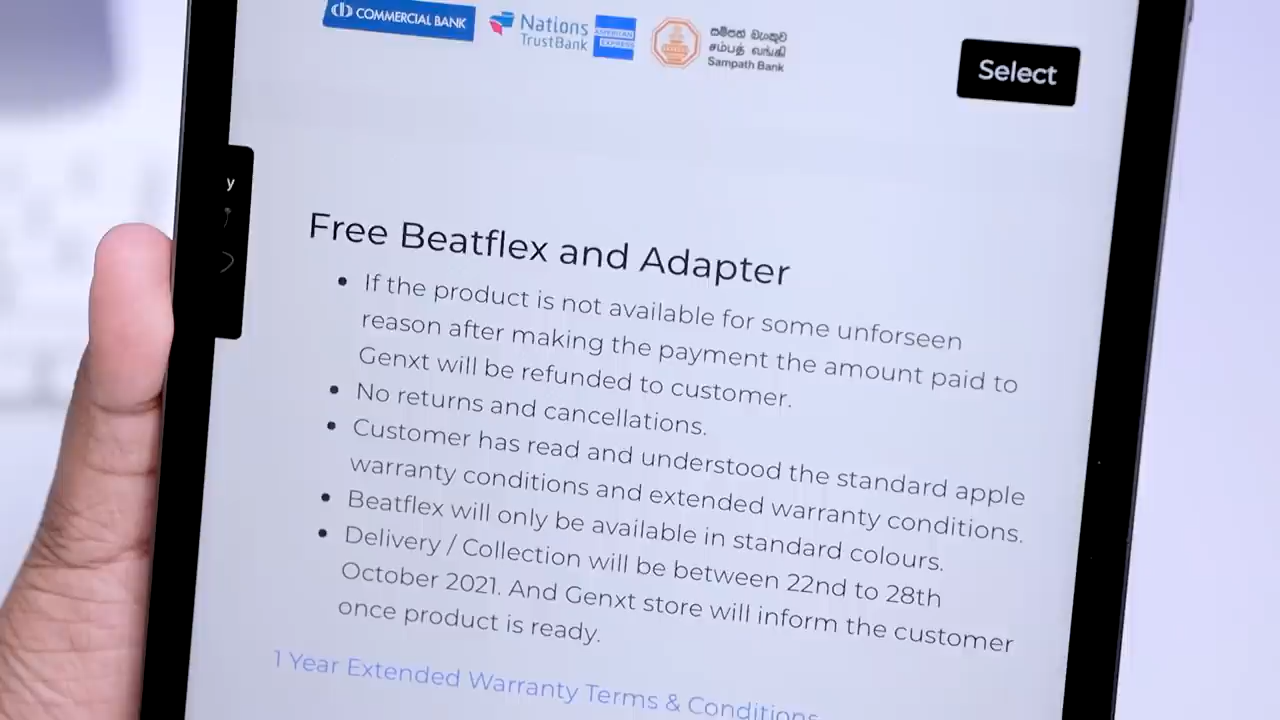 COMMERCIAL BANK
Nations
TrustBank
AMERICAN
EXPRESS
සම්පත් බැංකුව
சம்பத் வங்கி
Sampath Bank
Select
y
Free Beatflex and Adapter
• If the product is not available for some unforseen
reason after making the payment the amount paid to
Genxt will be refunded to customer.
• No returns and cancellations.
• Customer has read and understood the standard apple
warranty conditions and extended warranty conditions.
• Beatflex will only be available in standard colours.
• Delivery / Collection will be between 22nd to 28th
October 2021. And Genxt store will inform the customer
once product is ready.
1 Year Extended Warranty Terms & Conditions